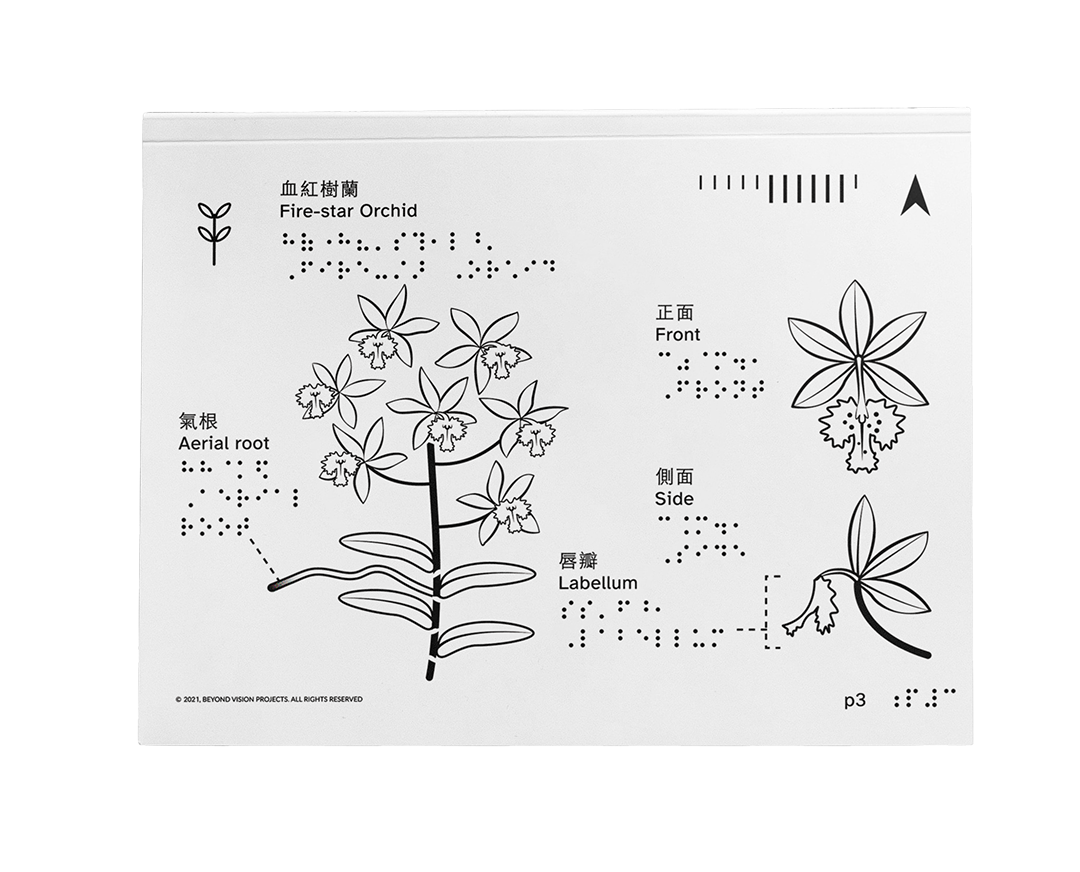 血紅樹蘭
Fire-star Orchid
正面
Front
氣根
Aerial root
側面
Side
唇瓣
Labellum
© 2021, BEYOND VISION PROJECTS. ALL RIGHTS RESERVED
p3